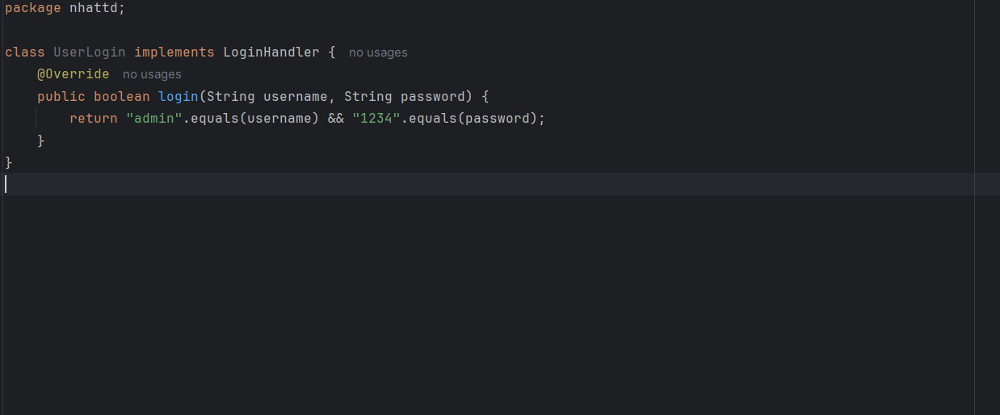 package nhattd;
class UserLogin implements LoginHandler { no usages
@Override no usages
public boolean login(String username, String password) {
return "admin".equals(username) && "1234".equals(password);
}
}